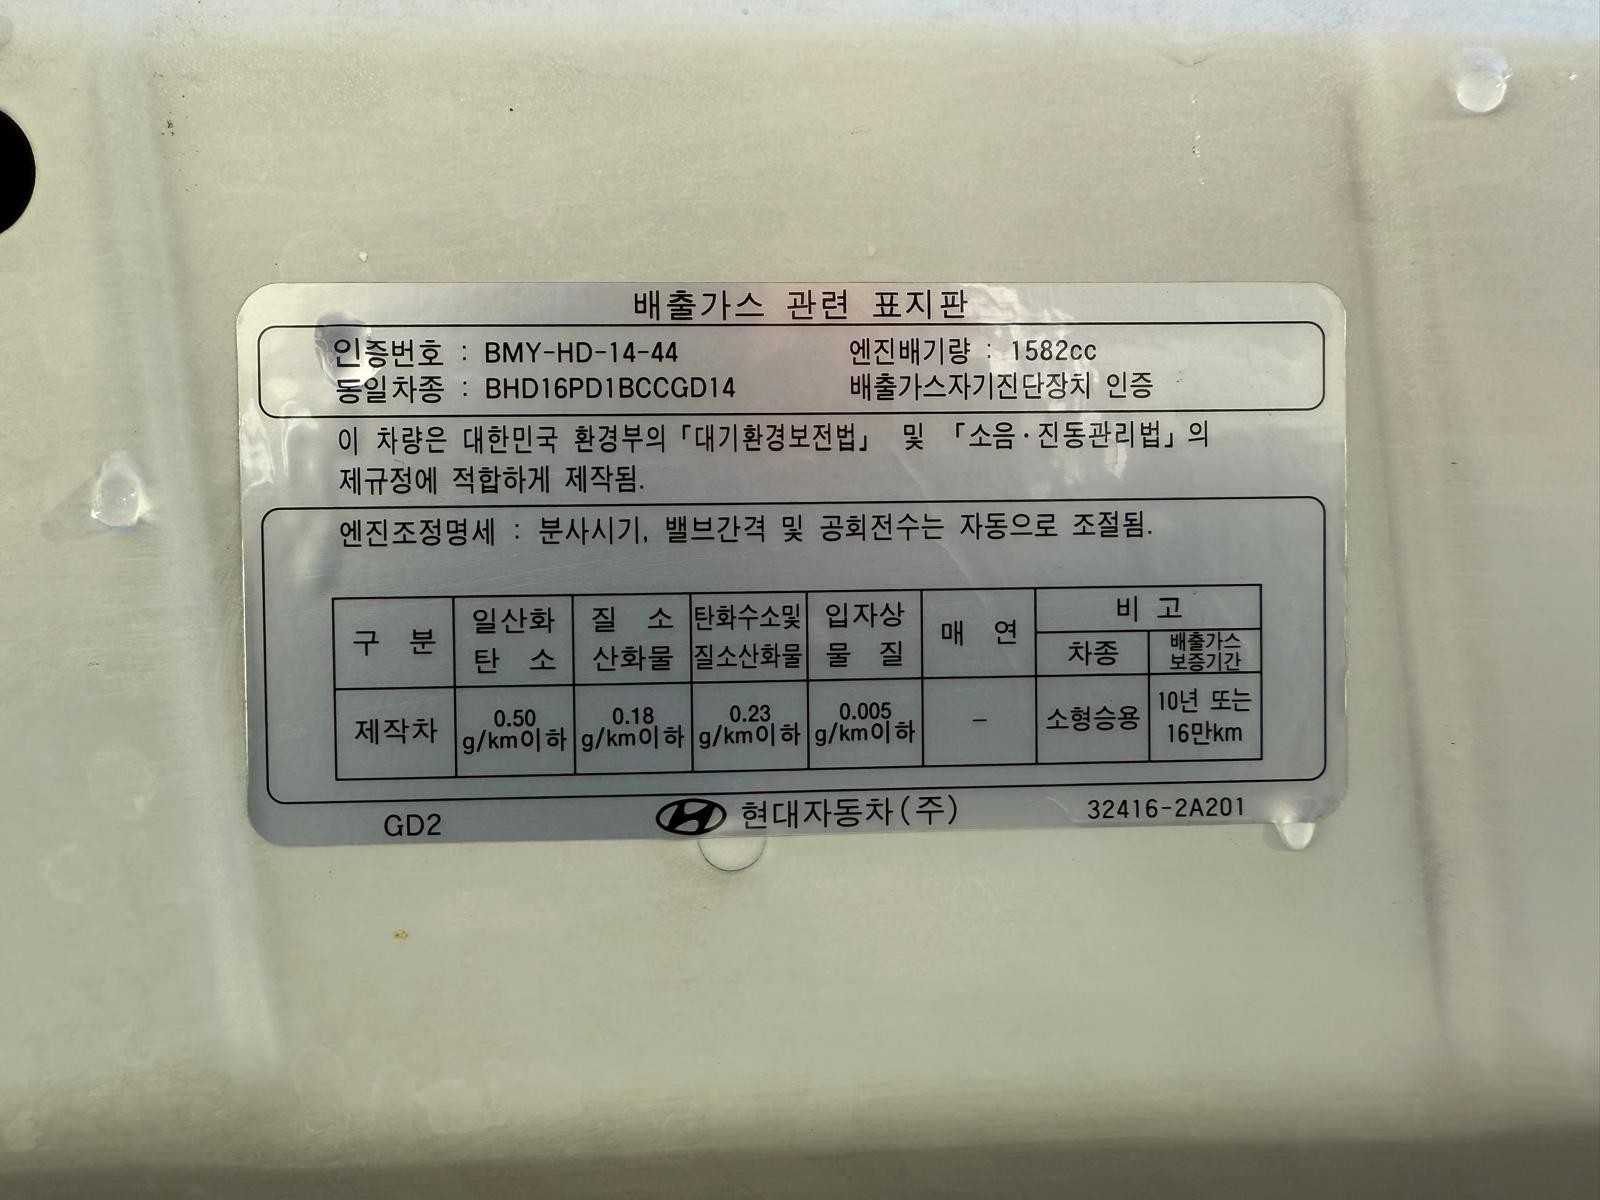 배출가스 관련 표지판
인증번호 : BMY-HD-14-44 엔진배기량 : 1582cc
동일차종 : BHD16PD1BCCGD14 배출가스자기진단장치 인증
이 차량은 대한민국 환경부의 「대기환경보전법」 및 「소음·진동관리법」의
제규정에 적합하게 제작됨.
엔진조정명세 : 분사시기, 밸브간격 및 공회전수는 자동으로 조절됨.
구 분 일산화 탄 소 질 소 산화물 탄화수소및 질소산화물 입자상 물 질 매 연 비 고
차종 배출가스 보증기간
제작차 0.50 g/km이하 0.18 g/km이하 0.23 g/km이하 0.005 g/km이하 - 소형승용 10년 또는 16만km
GD2 현대자동차(주) 32416-2A201